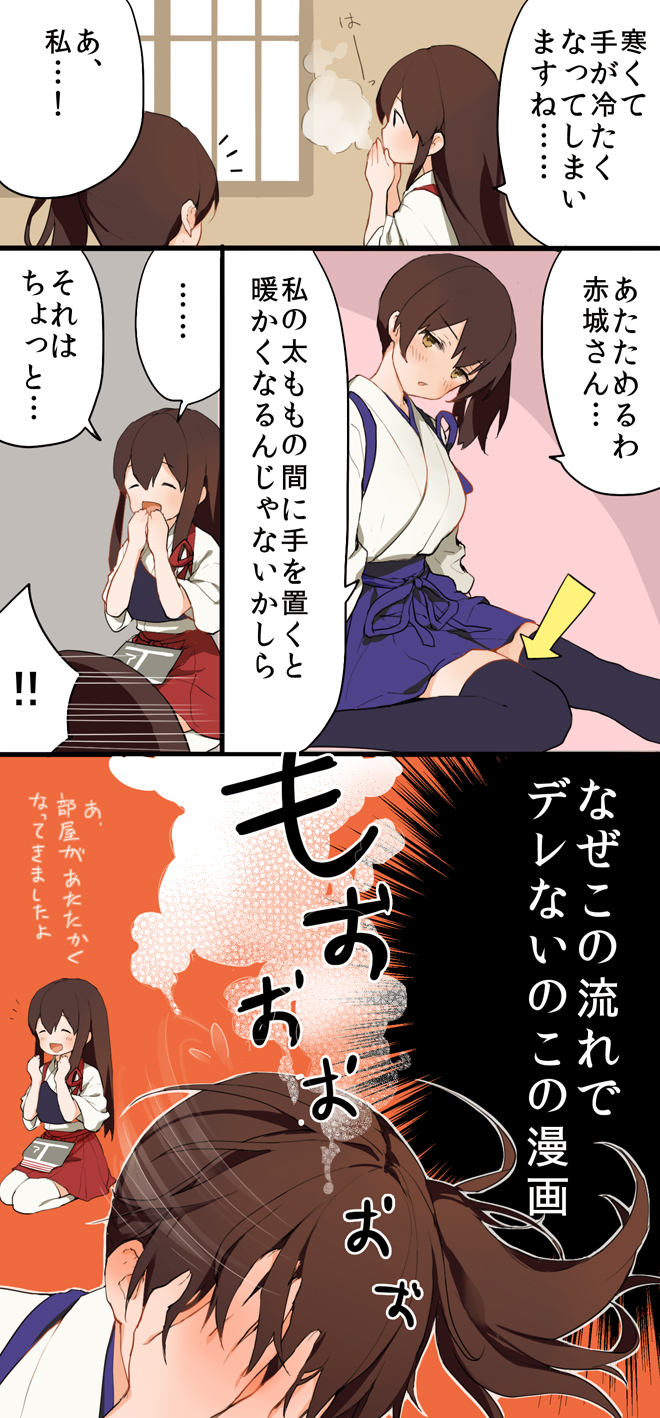 寒くて
手が冷たく
なってしまい
ますね……
はーっ
あ、
私…！
あたためるわ
赤城さん…
私の太ももの間に手を置くと
暖かくなるんじゃないかしら
……
それは
ちょっと…
!!
なぜこの流れで
デレないのこの漫画
もぉぉぉぉぉ
あ、
部屋があたたかく
なってきましたよ
ア
ア